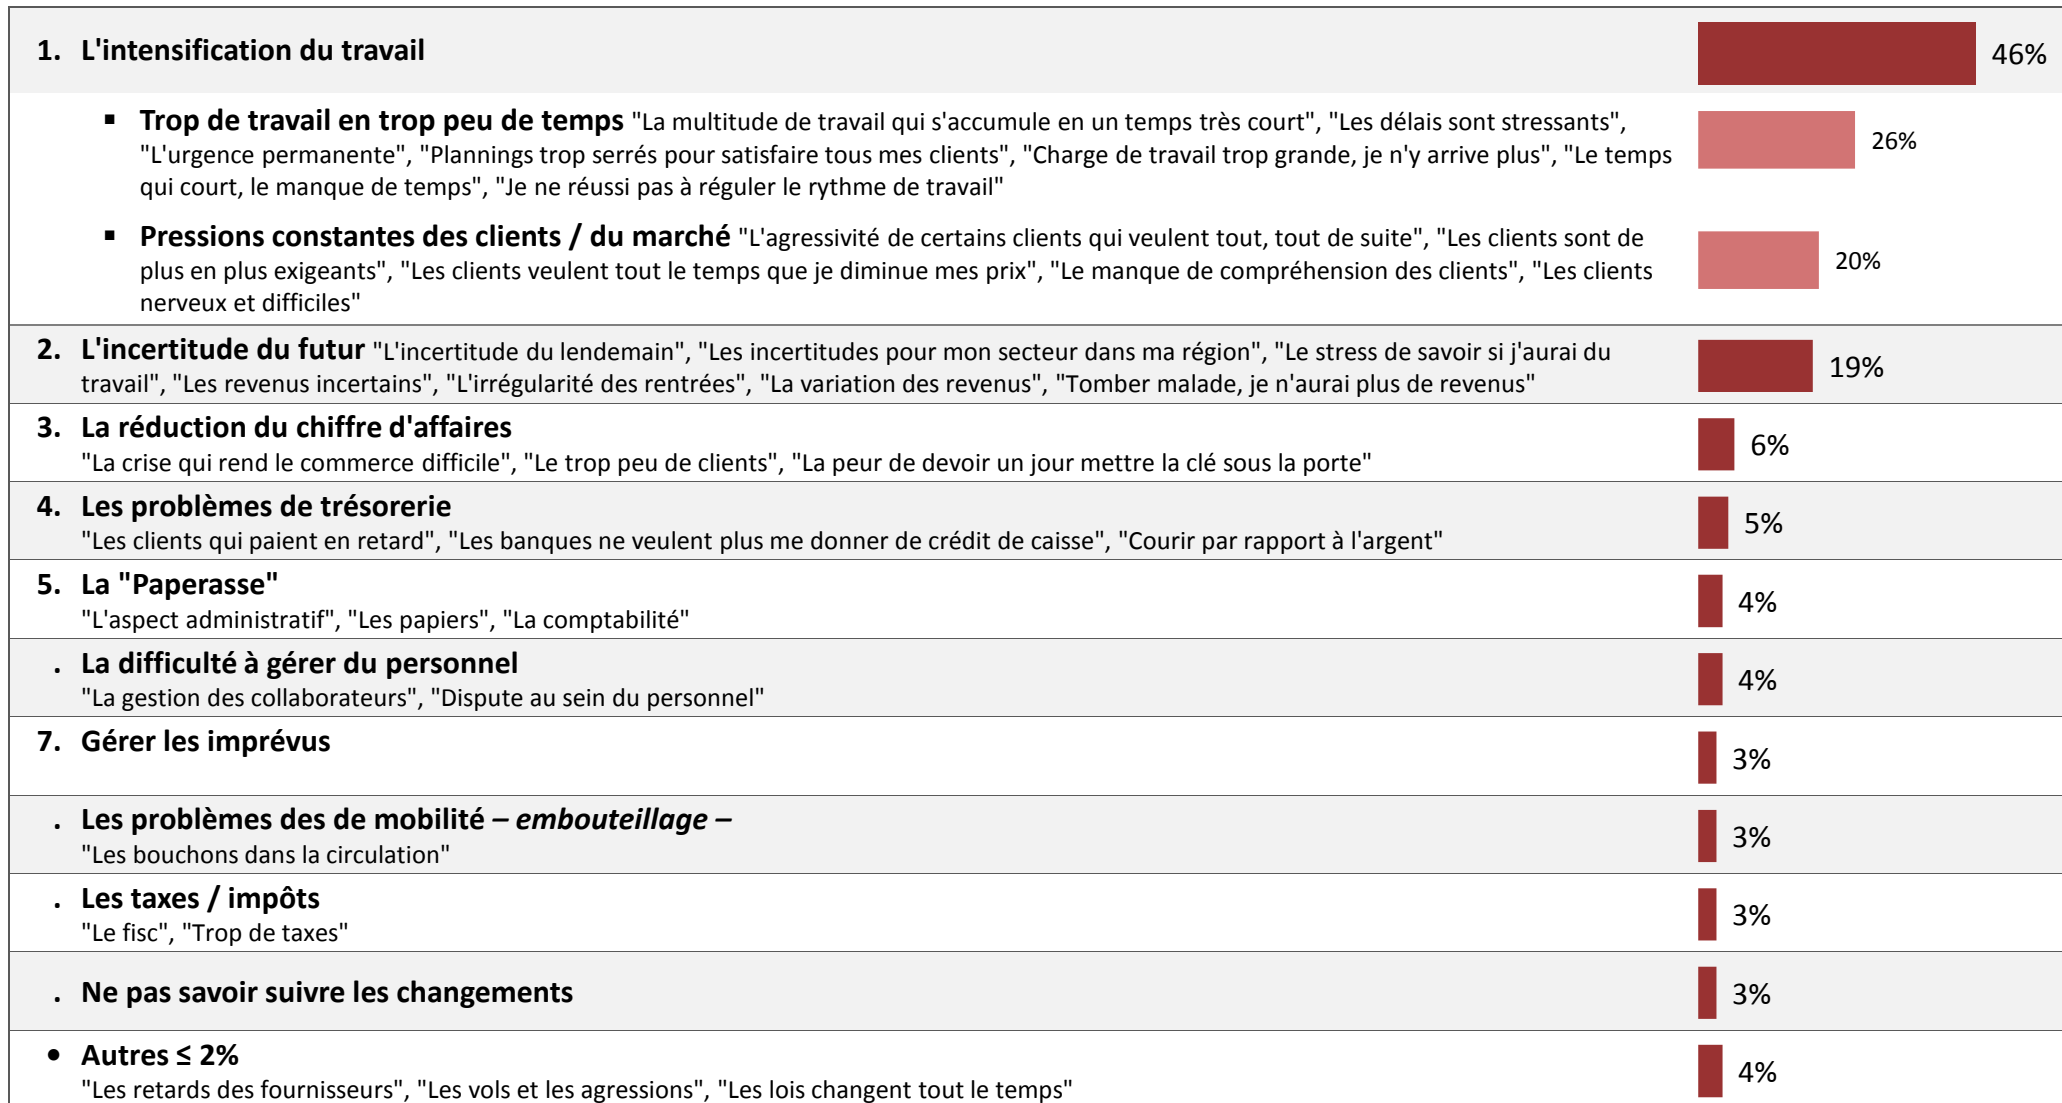 1. L'intensification du travail 46%
▪ Trop de travail en trop peu de temps "La multitude de travail qui s'accumule en un temps très court", "Les délais sont stressants",
"L'urgence permanente", "Plannings trop serrés pour satisfaire tous mes clients", "Charge de travail trop grande, je n'y arrive plus", "Le temps
qui court, le manque de temps", "Je ne réussi pas à réguler le rythme de travail"
26%
▪ Pressions constantes des clients / du marché "L'agressivité de certains clients qui veulent tout, tout de suite", "Les clients sont de
plus en plus exigeants", "Les clients veulent tout le temps que je diminue mes prix", "Le manque de compréhension des clients", "Les clients
nerveux et difficiles"
20%
2. L'incertitude du futur "L'incertitude du lendemain", "Les incertitudes pour mon secteur dans ma région", "Le stress de savoir si j'aurai du
travail", "Les revenus incertains", "L'irrégularité des rentrées", "La variation des revenus", "Tomber malade, je n'aurai plus de revenus"
19%
3. La réduction du chiffre d'affaires
"La crise qui rend le commerce difficile", "Le trop peu de clients", "La peur de devoir un jour mettre la clé sous la porte"
6%
4. Les problèmes de trésorerie
"Les clients qui paient en retard", "Les banques ne veulent plus me donner de crédit de caisse", "Courir par rapport à l'argent"
5%
5. La "Paperasse"
"L'aspect administratif", "Les papiers", "La comptabilité"
4%
. La difficulté à gérer du personnel
"La gestion des collaborateurs", "Dispute au sein du personnel"
4%
7. Gérer les imprévus
3%
. Les problèmes des de mobilité – embouteillage –
"Les bouchons dans la circulation"
3%
. Les taxes / impôts
"Le fisc", "Trop de taxes"
3%
. Ne pas savoir suivre les changements
3%
• Autres ≤ 2%
"Les retards des fournisseurs", "Les vols et les agressions", "Les lois changent tout le temps"
4%